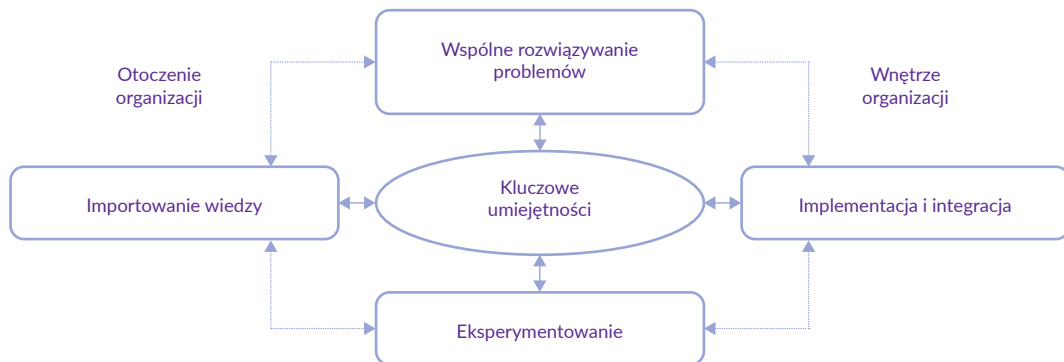 Wspólne rozwiązywanie
problemów
Otoczenie
organizacji
Wnętrze
organizacji
Importowanie wiedzy
Kluczowe
umiejętności
Implementacja i integracja
Eksperymentowanie